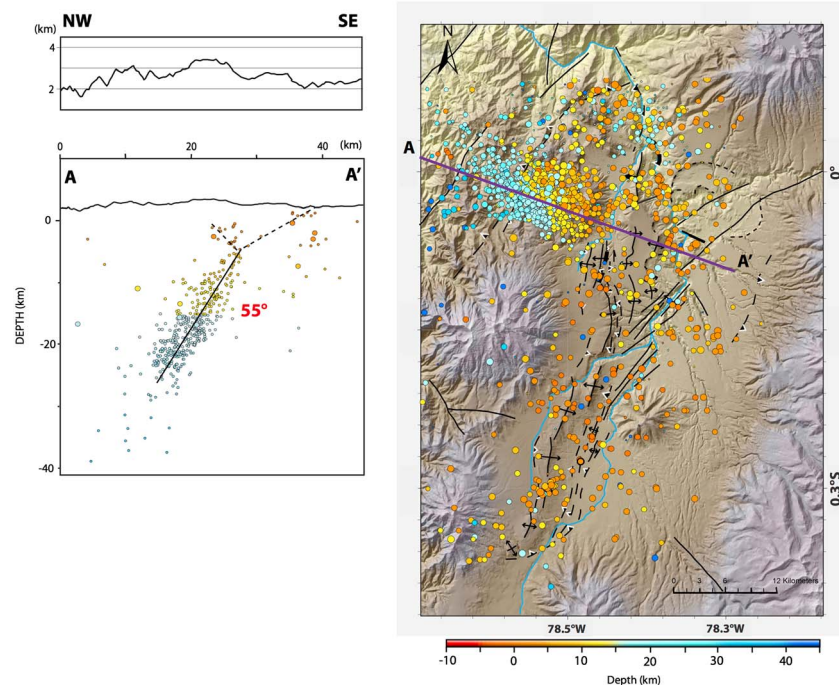 NW SE
(km)
4
2
0 20 40 (km)
A A'
0
-20
-40
DEPTH (km)
55°
N
A
A'
0°
0.3°S
0 3 6 12 Kilometers
78.5°W 78.3°W
-10 0 10 20 30 40
Depth (km)